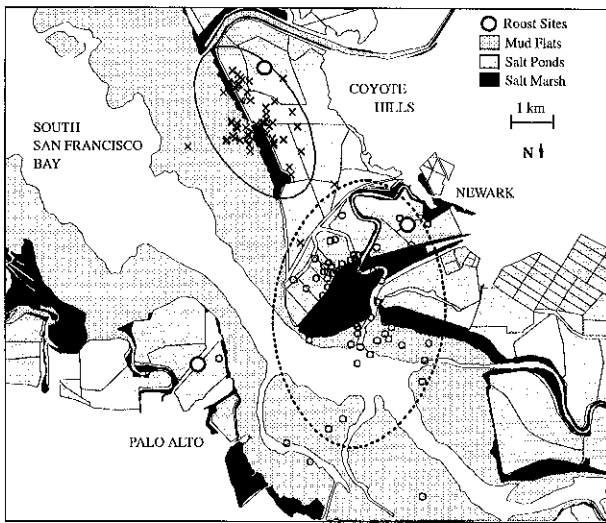 Roost Sites
Mud Flats
Salt Ponds
Salt Marsh
1 km
N
COYOTE
HILLS
SOUTH
SAN FRANCISCO
BAY
NEWARK
PALO ALTO